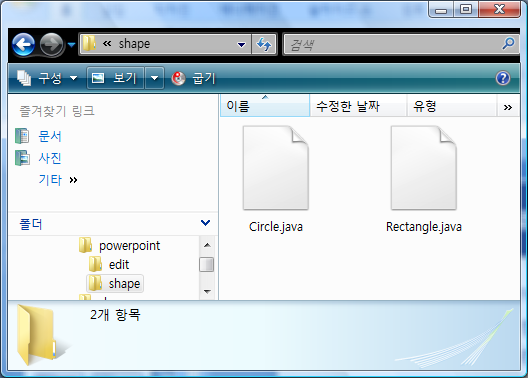 « shape
검색
구성 보기 굽기
즐겨찾기 링크
문서
사진
기타 »
폴더
powerpoint
edit
shape
이름 수정한 날짜 유형 »
Circle.java Rectangle.java
2개 항목